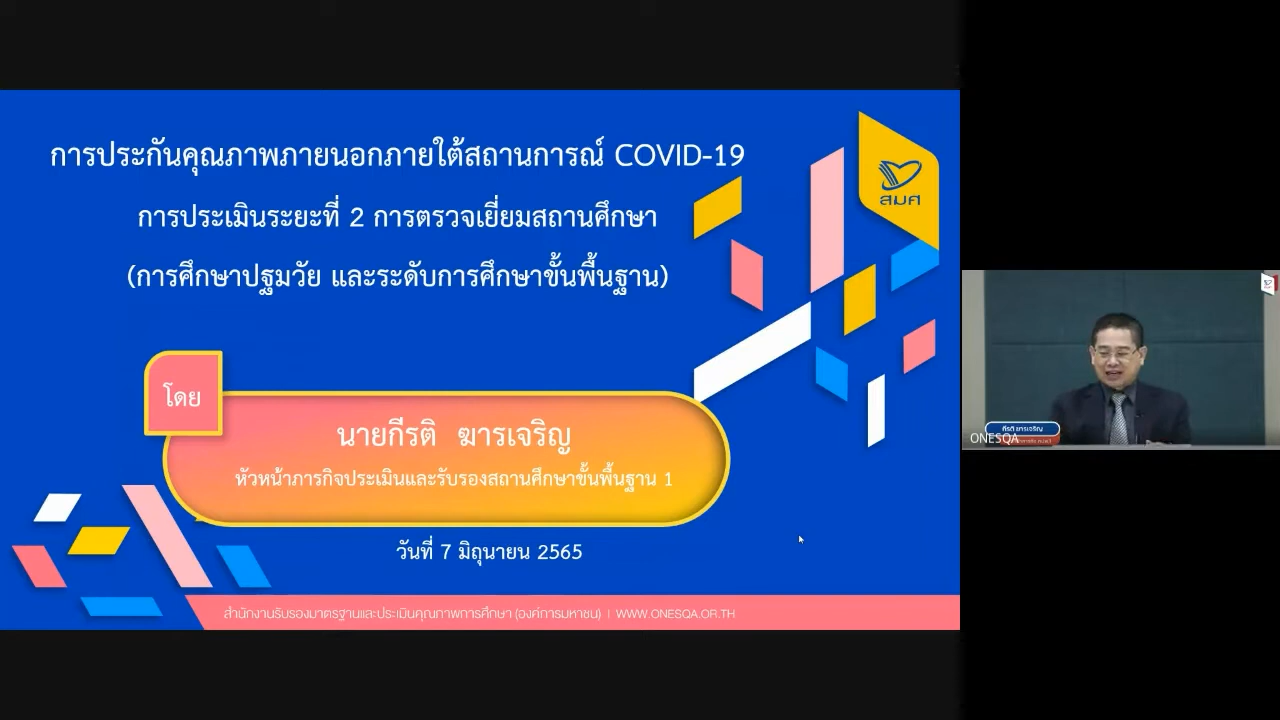 การประกันคุณภาพภายนอกภายใต้สถานการณ์ COVID-19
การประเมินระยะที่ 2 การตรวจเยี่ยมสถานศึกษา
(การศึกษาปฐมวัย และระดับการศึกษาขั้นพื้นฐาน)
สมศ
โดย
นายกีรติ ฆารเจริญ
หัวหน้าภารกิจประเมินและรับรองสถานศึกษาขั้นพื้นฐาน 1
วันที่ 7 มิถุนายน 2565
สำนักงานรับรองมาตรฐานและประเมินคุณภาพการศึกษา (องค์การมหาชน) | WWW.ONESQA.OR.TH
กีรติ ฆารเจริญ
ONESQA